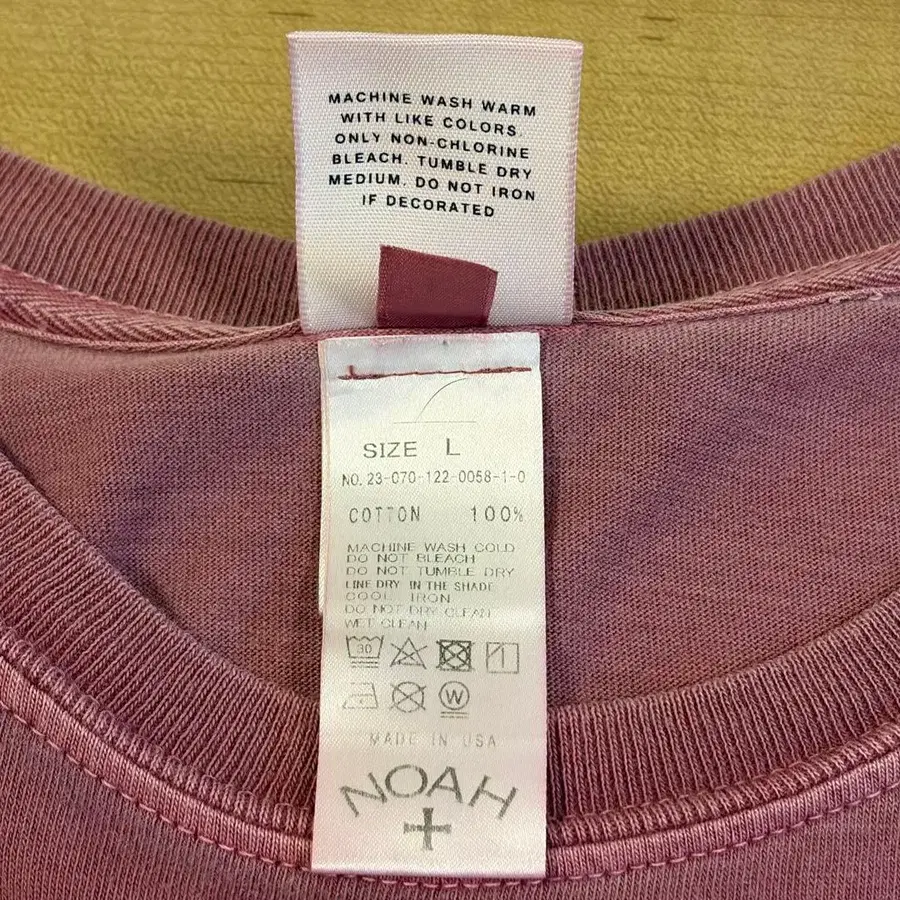 MACHINE WASH WARM
WITH LIKE COLORS.
ONLY NON-CHLORINE
BLEACH. TUMBLE DRY
MEDIUM. DO NOT IRON
IF DECORATED
SIZE L
NO. 23-070-122-0058-1-0
COTTON 100%
MACHINE WASH COLD
DO NOT BLEACH
DO NOT TUMBLE DRY
LINE DRY IN THE SHADE
COOL IRON
DO NOT DRY CLEAN
WET CLEAN
30
W
MADE IN USA
NOAH